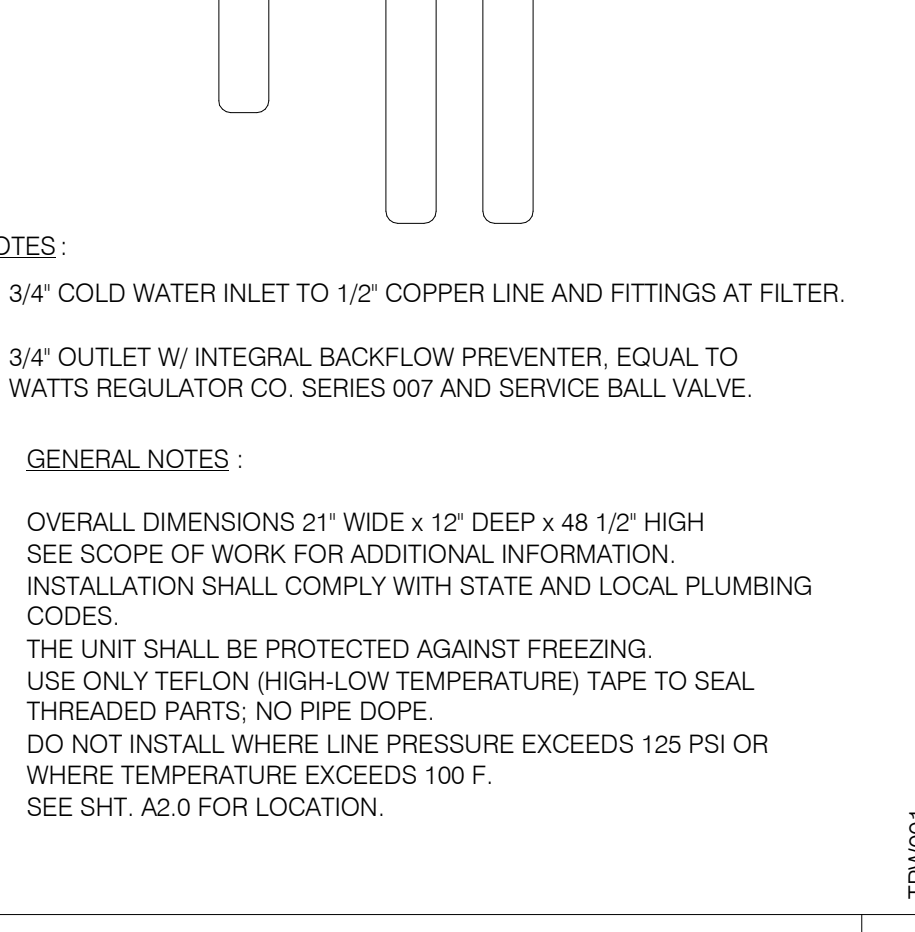 OTES :
3/4" COLD WATER INLET TO 1/2" COPPER LINE AND FITTINGS AT FILTER.
3/4" OUTLET W/ INTEGRAL BACKFLOW PREVENTER, EQUAL TO
WATTS REGULATOR CO. SERIES 007 AND SERVICE BALL VALVE.
GENERAL NOTES :
OVERALL DIMENSIONS 21" WIDE x 12" DEEP x 48 1/2" HIGH
SEE SCOPE OF WORK FOR ADDITIONAL INFORMATION.
INSTALLATION SHALL COMPLY WITH STATE AND LOCAL PLUMBING
CODES.
THE UNIT SHALL BE PROTECTED AGAINST FREEZING.
USE ONLY TEFLON (HIGH-LOW TEMPERATURE) TAPE TO SEAL
THREADED PARTS; NO PIPE DOPE.
DO NOT INSTALL WHERE LINE PRESSURE EXCEEDS 125 PSI OR
WHERE TEMPERATURE EXCEEDS 100 F.
SEE SHT. A2.0 FOR LOCATION.